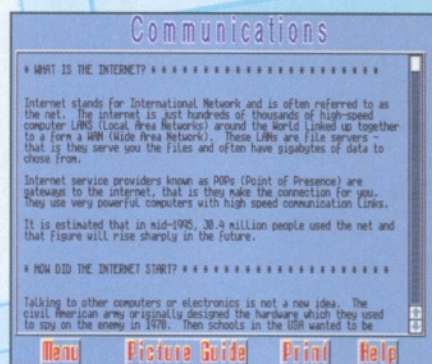 Communications
* WHAT IS THE INTERNET? * * * * * * * * * * * * * * * * * * * * * *
Internet stands for International Network and is often referred to as
the net. The internet is just hundreds of thousands of high-speed
computer LANS (Local Area Networks) around the World linked up together
to a form a WAN (Wide Area Network). These LANs are file servers -
that is they serve you the files and often have gigabytes of data to
chose from.
Internet service providers known as POPs (Point of Presence) are
gateways to the internet, that is they make the connection for you.
They use very powerful computers with high speed communication links.
It is estimated that in mid-1995, 30.4 million people used the net and
that figure will rise sharply in the future.
* HOW DID THE INTERNET START? * * * * * * * * * * * * * * * * * * *
Talking to other computers or electronics is not a new idea. The
civil American army originally designed the hardware which they used
to spy on the enemy in 1970. Then schools in the USA wanted to be
Menu Picture Guide Print Help